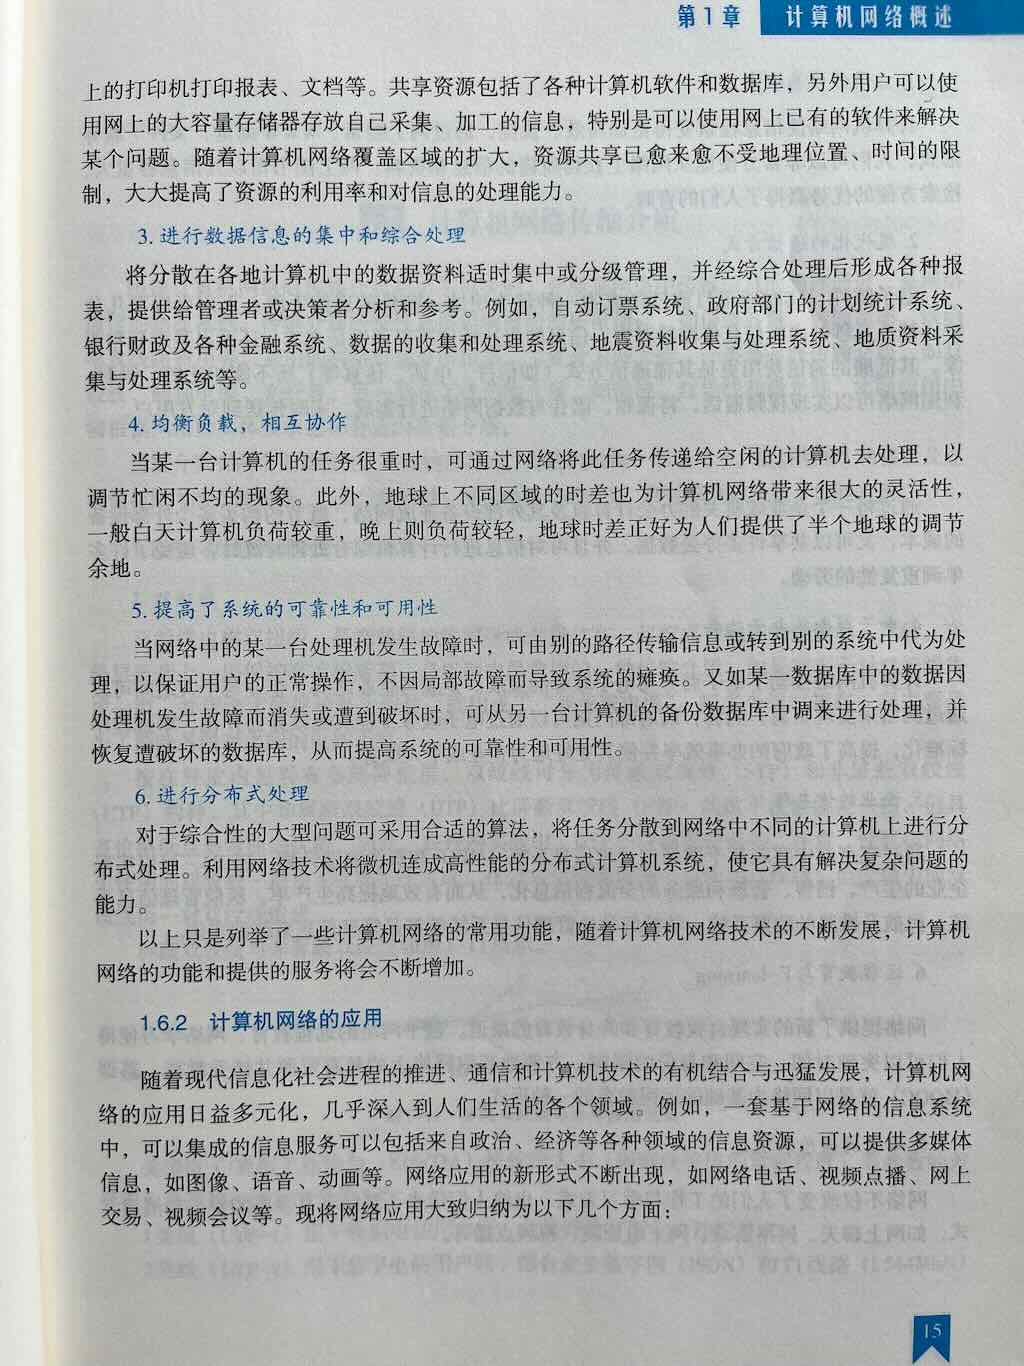 第1章 计算机网络概述
上的打印机打印报表、文档等。共享资源包括了各种计算机软件和数据库，另外用户可以使
用网上的大容量存储器存放自己采集、加工的信息，特别是可以使用网上已有的软件来解决
某个问题。随着计算机网络覆盖区域的扩大，资源共享已愈来愈不受地理位置、时间的限
制，大大提高了资源的利用率和对信息的处理能力。
3. 进行数据信息的集中和综合处理
将分散在各地计算机中的数据资料适时集中或分级管理，并经综合处理后形成各种报
表，提供给管理者或决策者分析和参考。例如，自动订票系统、政府部门的计划统计系统、
银行财政及各种金融系统、数据的收集和处理系统、地震资料收集与处理系统、地质资料采
集与处理系统等。
4. 均衡负载，相互协作
当某一台计算机的任务很重时，可通过网络将此任务传递给空闲的计算机去处理，以
调节忙闲不均的现象。此外，地球上不同区域的时差也为计算机网络带来很大的灵活性，
一般白天计算机负荷较重，晚上则负荷较轻，地球时差正好为人们提供了半个地球的调节
余地。
5. 提高了系统的可靠性和可用性
当网络中的某一台处理机发生故障时，可由别的路径传输信息或转到别的系统中代为处
理，以保证用户的正常操作，不因局部故障而导致系统的瘫痪。又如某一数据库中的数据因
处理机发生故障而消失或遭到破坏时，可从另一台计算机的备份数据库中调来进行处理，并
恢复遭破坏的数据库，从而提高系统的可靠性和可用性。
6. 进行分布式处理
对于综合性的大型问题可采用合适的算法，将任务分散到网络中不同的计算机上进行分
布式处理。利用网络技术将微机连成高性能的分布式计算机系统，使它具有解决复杂问题的
能力。
以上只是列举了一些计算机网络的常用功能，随着计算机网络技术的不断发展，计算机
网络的功能和提供的服务将会不断增加。
1.6.2 计算机网络的应用
随着现代信息化社会进程的推进、通信和计算机技术的有机结合与迅猛发展，计算机网
络的应用日益多元化，几乎深入到人们生活的各个领域。例如，一套基于网络的信息系统
中，可以集成的信息服务可以包括来自政治、经济等各种领域的信息资源，可以提供多媒体
信息，如图像、语音、动画等。网络应用的新形式不断出现，如网络电话、视频点播、网上
交易、视频会议等。现将网络应用大致归纳为以下几个方面：
15